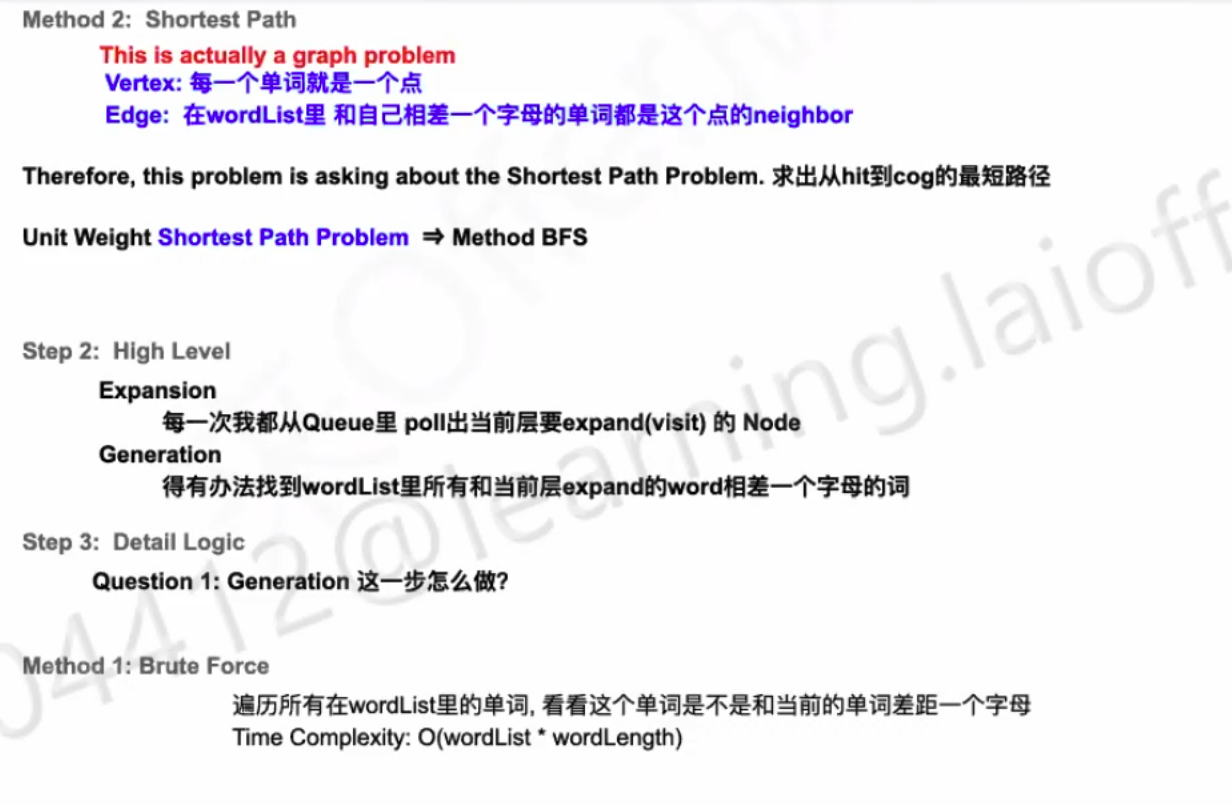 Method 2: Shortest Path
This is actually a graph problem
Vertex: 每一个单词就是一个点
Edge: 在wordList里 和自己相差一个字母的单词都是这个点的neighbor
Therefore, this problem is asking about the Shortest Path Problem. 求出从hit到cog的最短路径
Unit Weight Shortest Path Problem ⇒ Method BFS
Step 2: High Level
Expansion
每一次我都从Queue里 poll出当前层要expand(visit) 的 Node
Generation
得有办法找到wordList里所有和当前层expand的word相差一个字母的词
Step 3: Detail Logic
Question 1: Generation 这一步怎么做?
Method 1: Brute Force
遍历所有在wordList里的单词, 看看这个单词是不是和当前的单词差距一个字母
Time Complexity: O(wordList * wordLength)
04412@learning.laioff